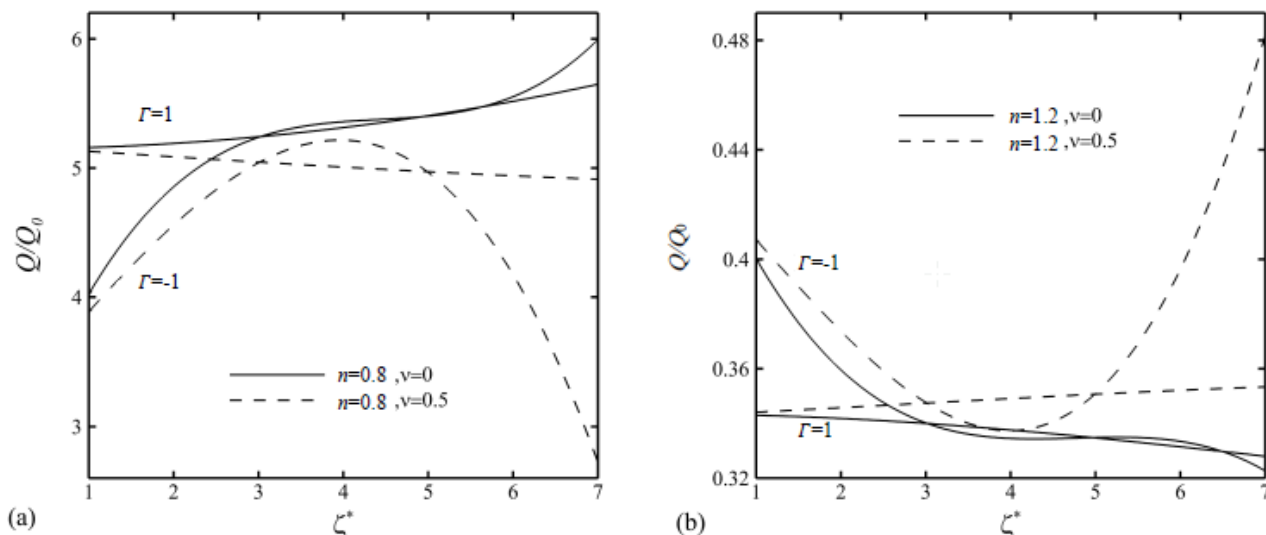 6
5
4
3
Q/Q₀
Γ=1
Γ=-1
n=0.8 ,ν=0
n=0.8 ,ν=0.5
1 2 3 4 5 6 7
(a)
ζ*
0.48
0.44
0.4
0.36
0.32
Q/Q₀
n=1.2 ,ν=0
n=1.2 ,ν=0.5
Γ=-1
Γ=1
1 2 3 4 5 6 7
(b)
ζ*